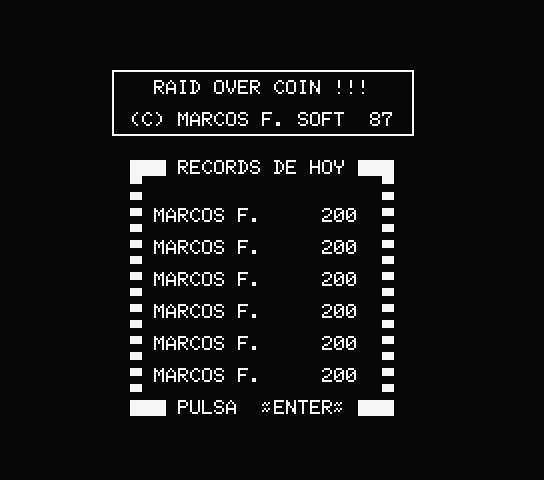 RAID OVER COIN !!!
(C) MARCOS F. SOFT 87
RECORDS DE HOY
MARCOS F. 200
MARCOS F. 200
MARCOS F. 200
MARCOS F. 200
MARCOS F. 200
MARCOS F. 200
PULSA %ENTER%